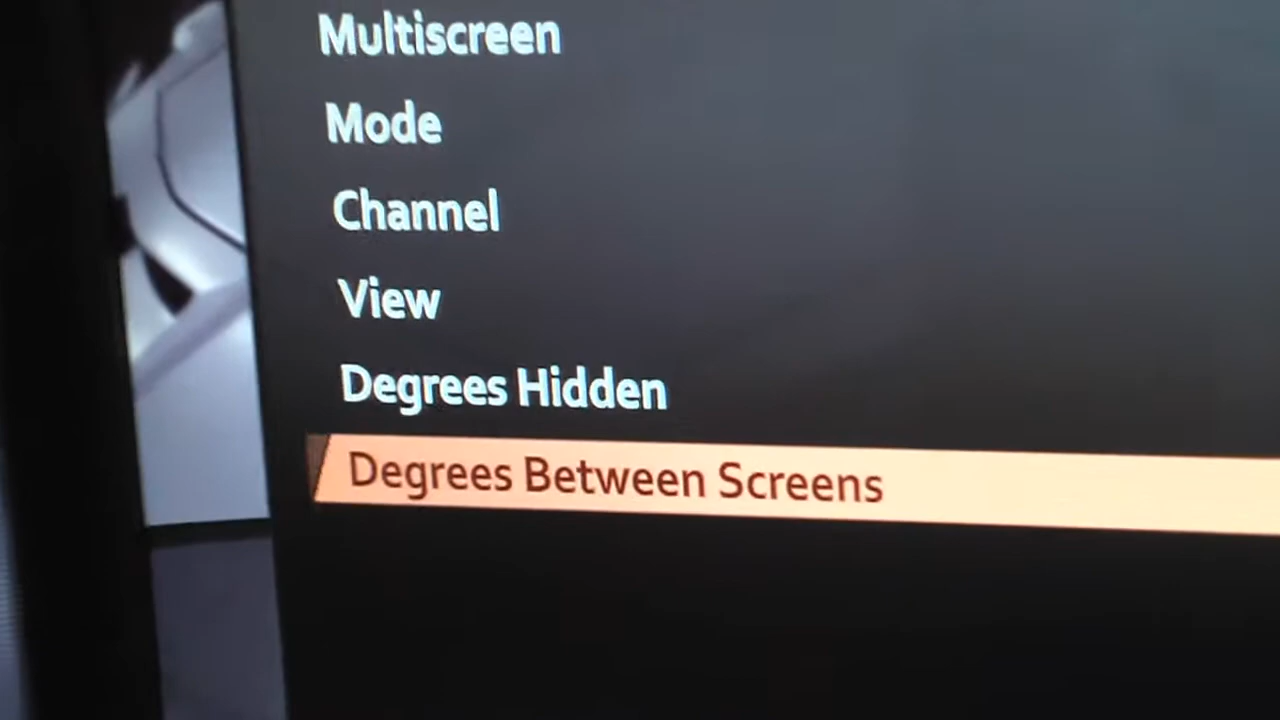 Multiscreen
Mode
Channel
View
Degrees Hidden
Degrees Between Screens